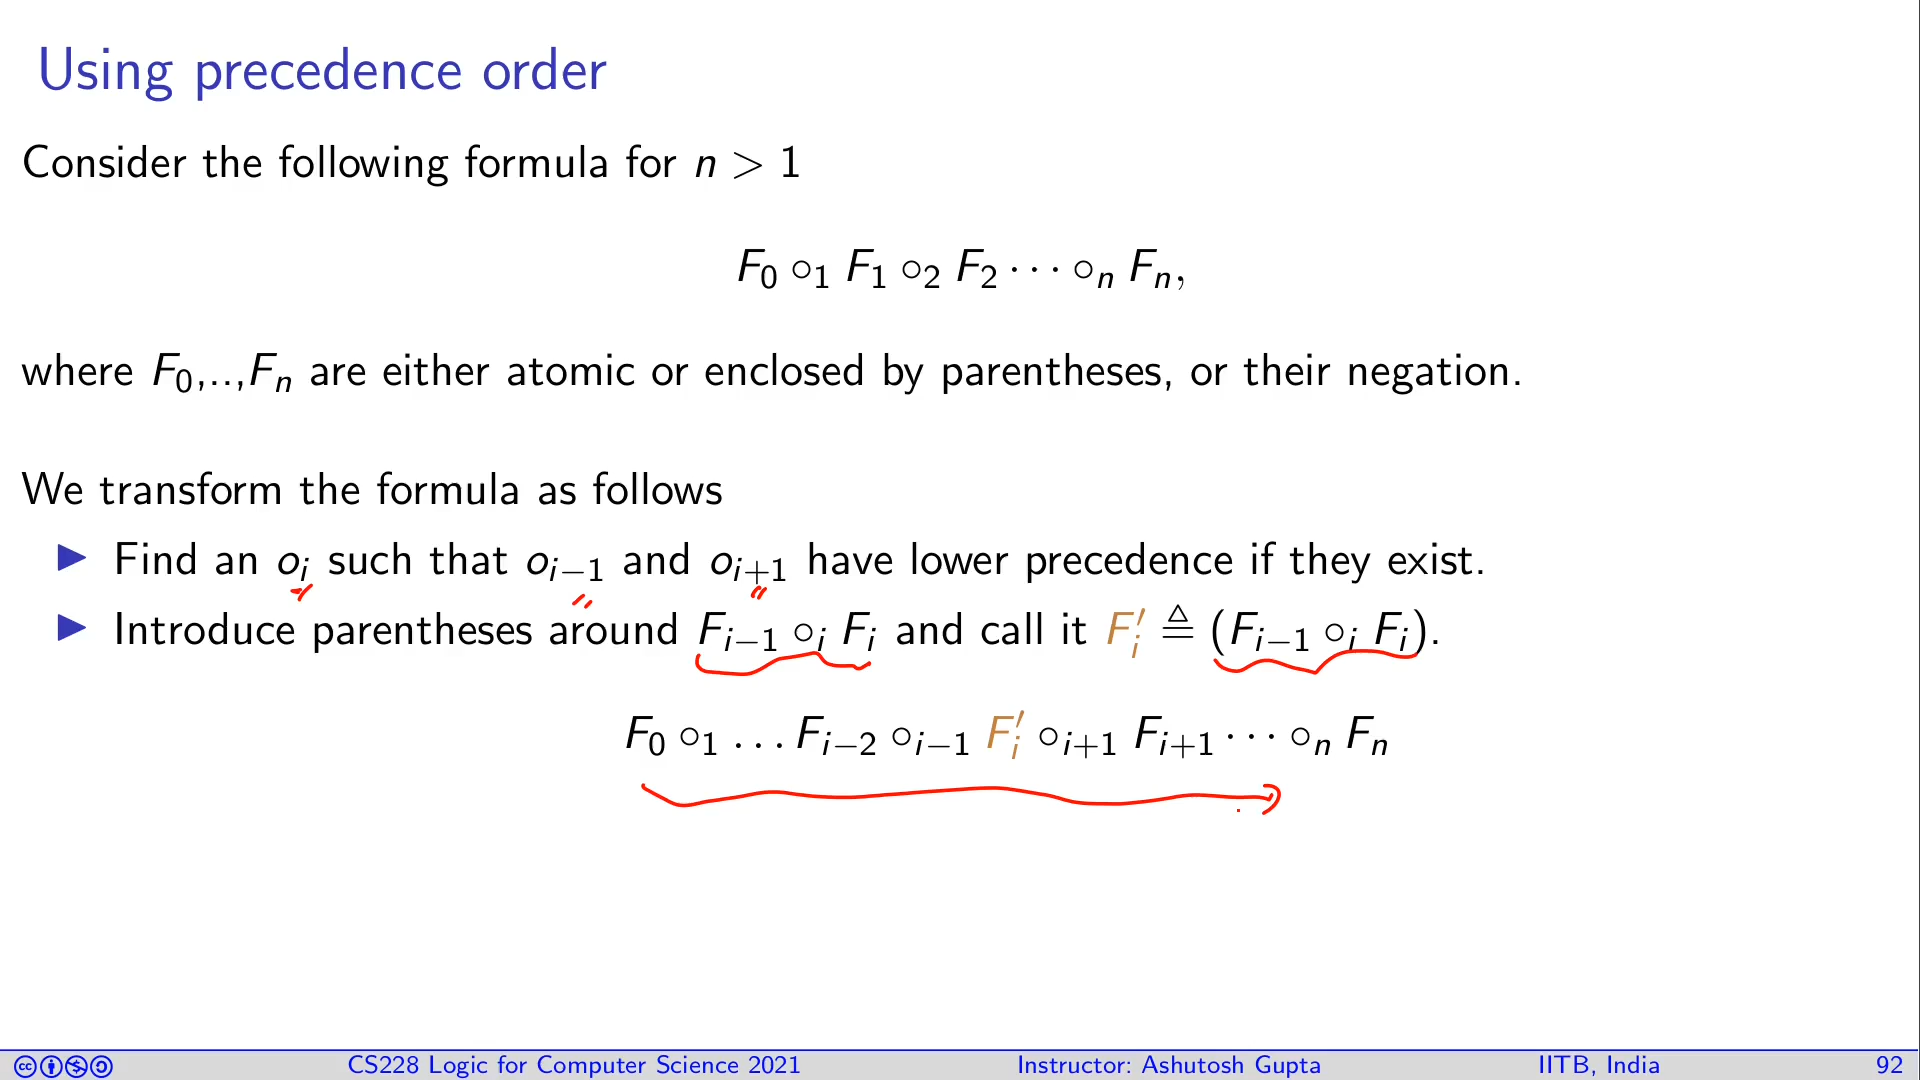 Using precedence order
Consider the following formula for n > 1
F₀ ∘₁ F₁ ∘₂ F₂ ⋯ ∘ₙ Fₙ,
where F₀,..,Fₙ are either atomic or enclosed by parentheses, or their negation.
We transform the formula as follows
▶ Find an oᵢ such that oᵢ₋₁ and oᵢ₊₁ have lower precedence if they exist.
▶ Introduce parentheses around Fᵢ₋₁ ∘ᵢ Fᵢ and call it F′ᵢ ≜ (Fᵢ₋₁ ∘ᵢ Fᵢ).
F₀ ∘₁ … Fᵢ₋₂ ∘ᵢ₋₁ F′ᵢ ∘ᵢ₊₁ Fᵢ₊₁ ⋯ ∘ₙ Fₙ
CS228 Logic for Computer Science 2021 Instructor: Ashutosh Gupta IITB, India 92